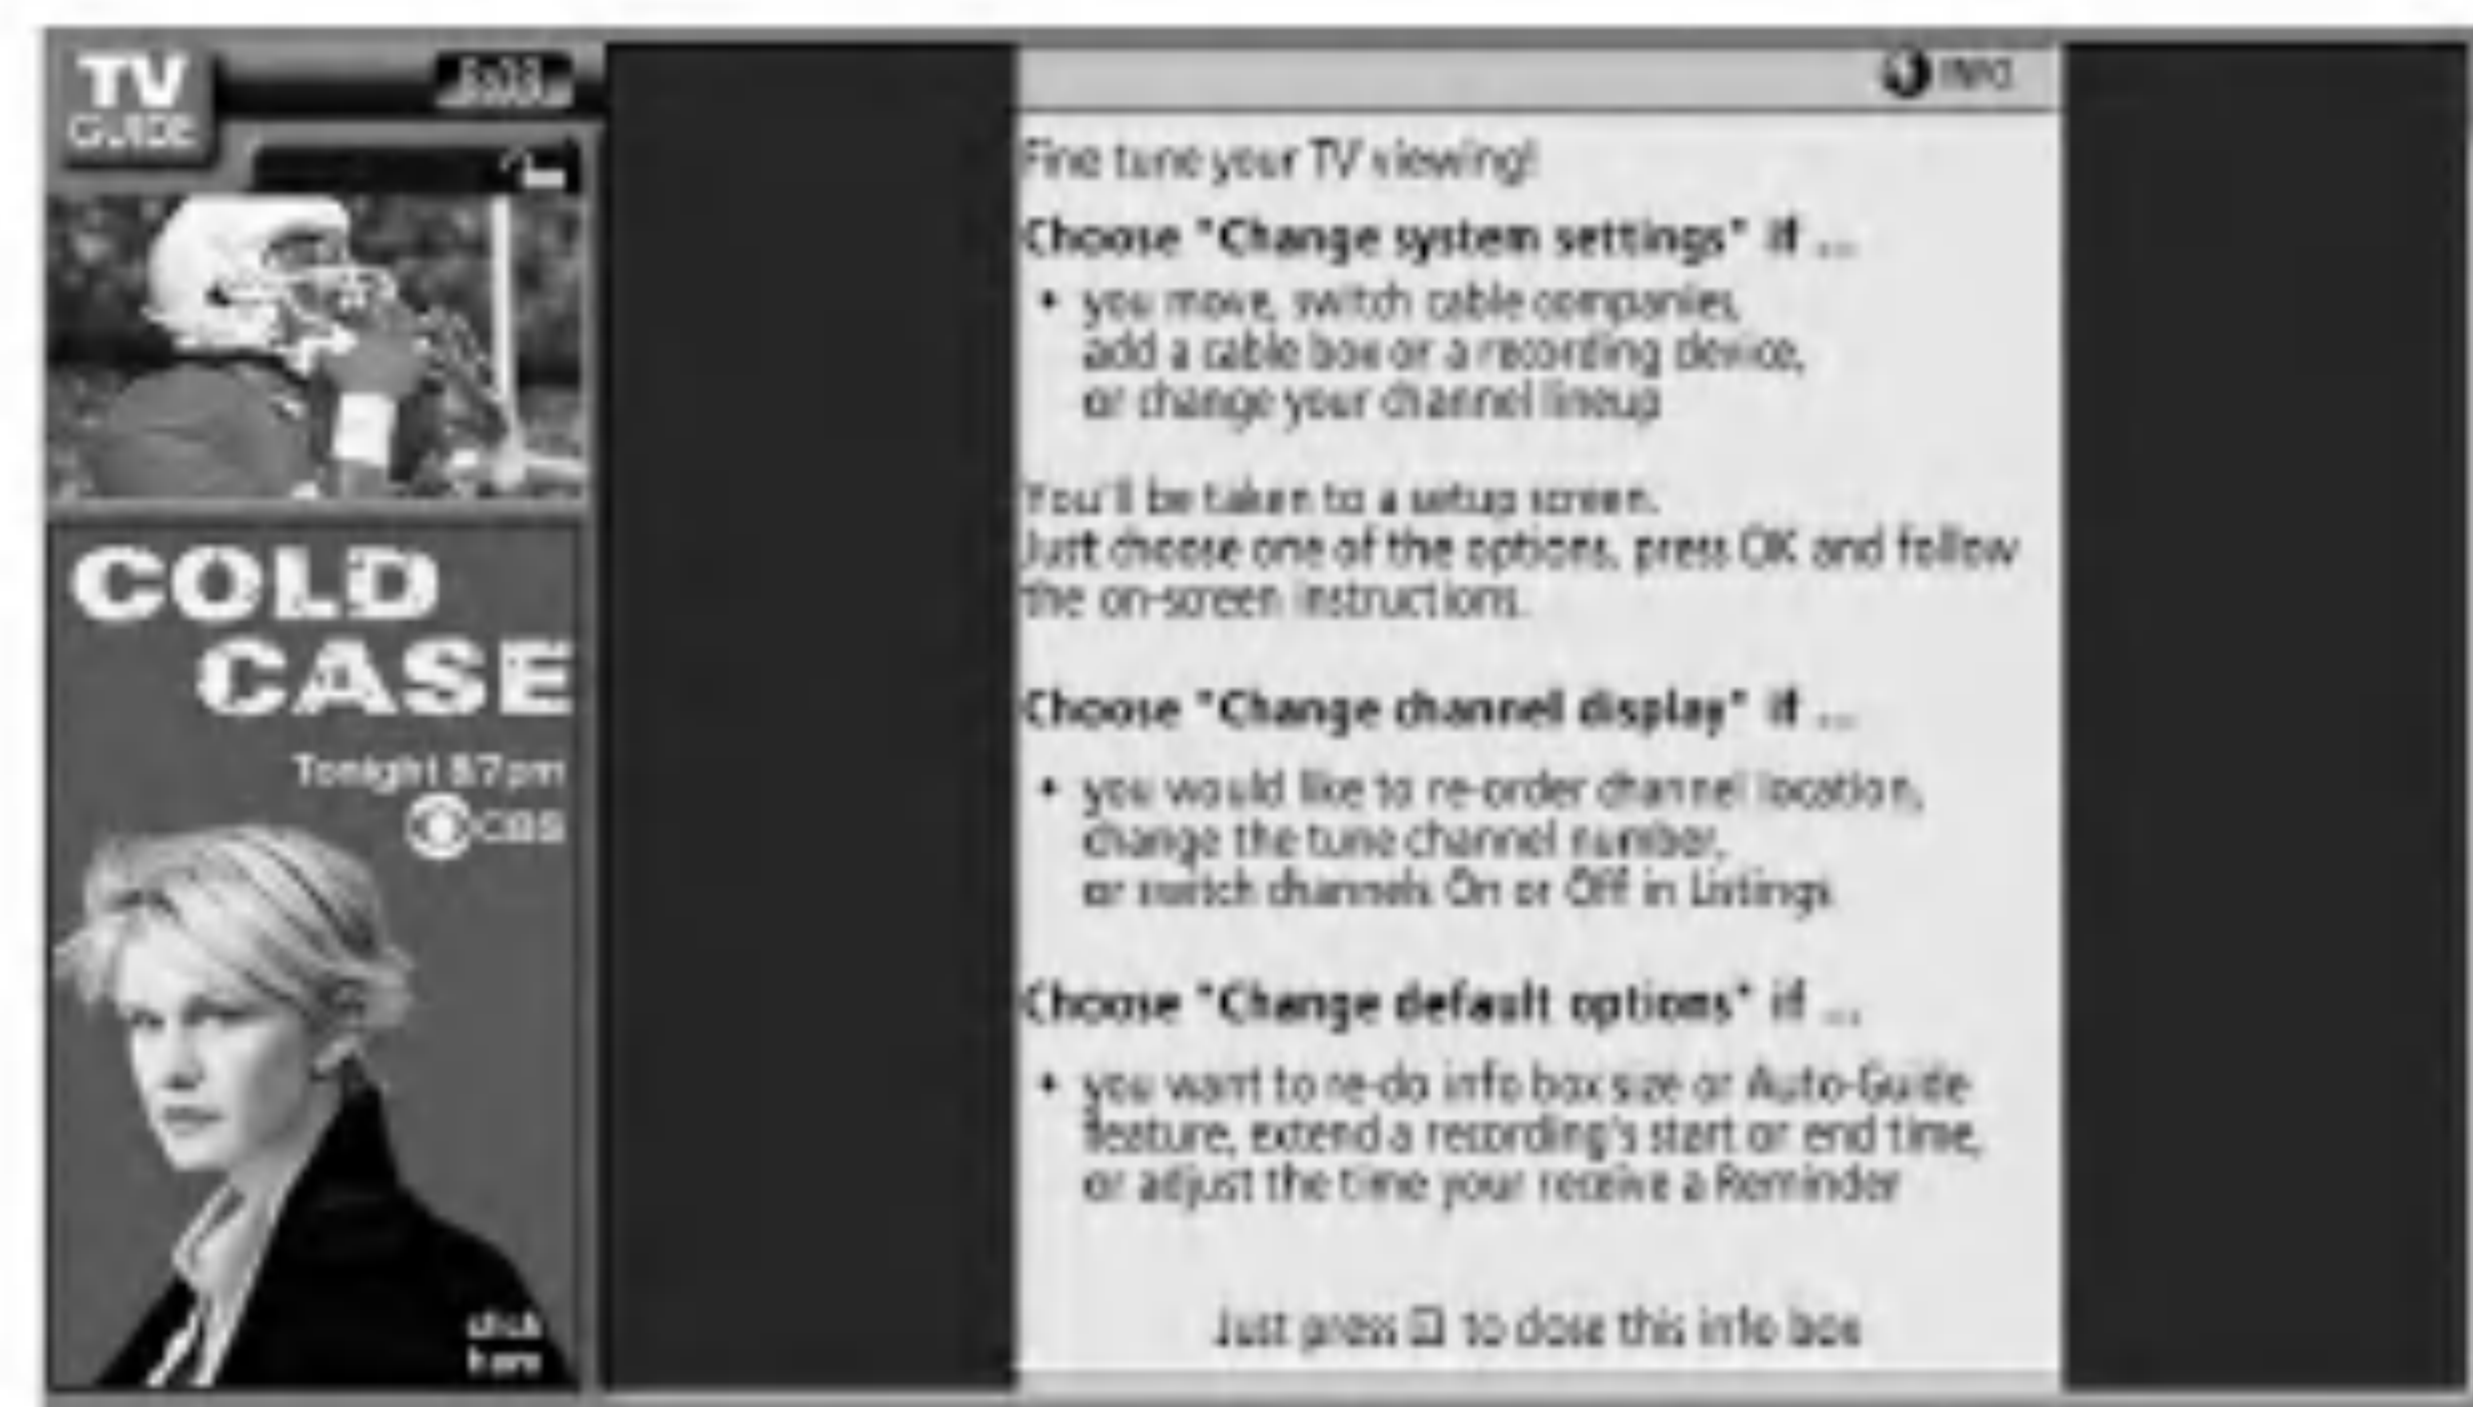 TV
GUIDE
COLD
CASE
Tonight 8/7pm
CBS
click
here
INFO
Fine tune your TV viewing!
Choose "Change system settings" if ...
• you move, switch cable companies,
add a cable box or a recording device,
or change your channel lineup
You'll be taken to a setup screen.
Just choose one of the options, press OK and follow
the on-screen instructions.
Choose "Change channel display" if ...
• you would like to re-order channel location,
change the tune channel number,
or switch channels On or Off in Listings
Choose "Change default options" if ...
• you want to re-do info box size or Auto-Guide
feature, extend a recording's start or end time,
or adjust the time your receive a Reminder
Just press to close this info box